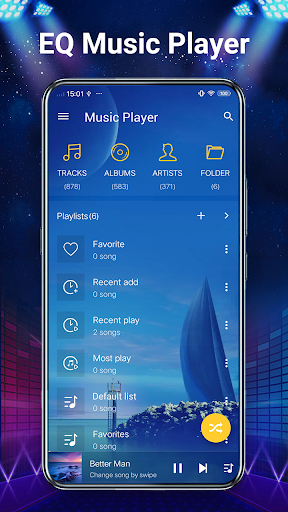 EQ Music Player
15:01
Music Player
TRACKS
(878)
ALBUMS
(583)
ARTISTS
(371)
FOLDER
(6)
Playlists(6)
Favorite
0 song
Recent add
0 song
Recent play
2 songs
Most play
0 song
Default list
0 song
Favorites
0 song
Better Man
Change song by swipe